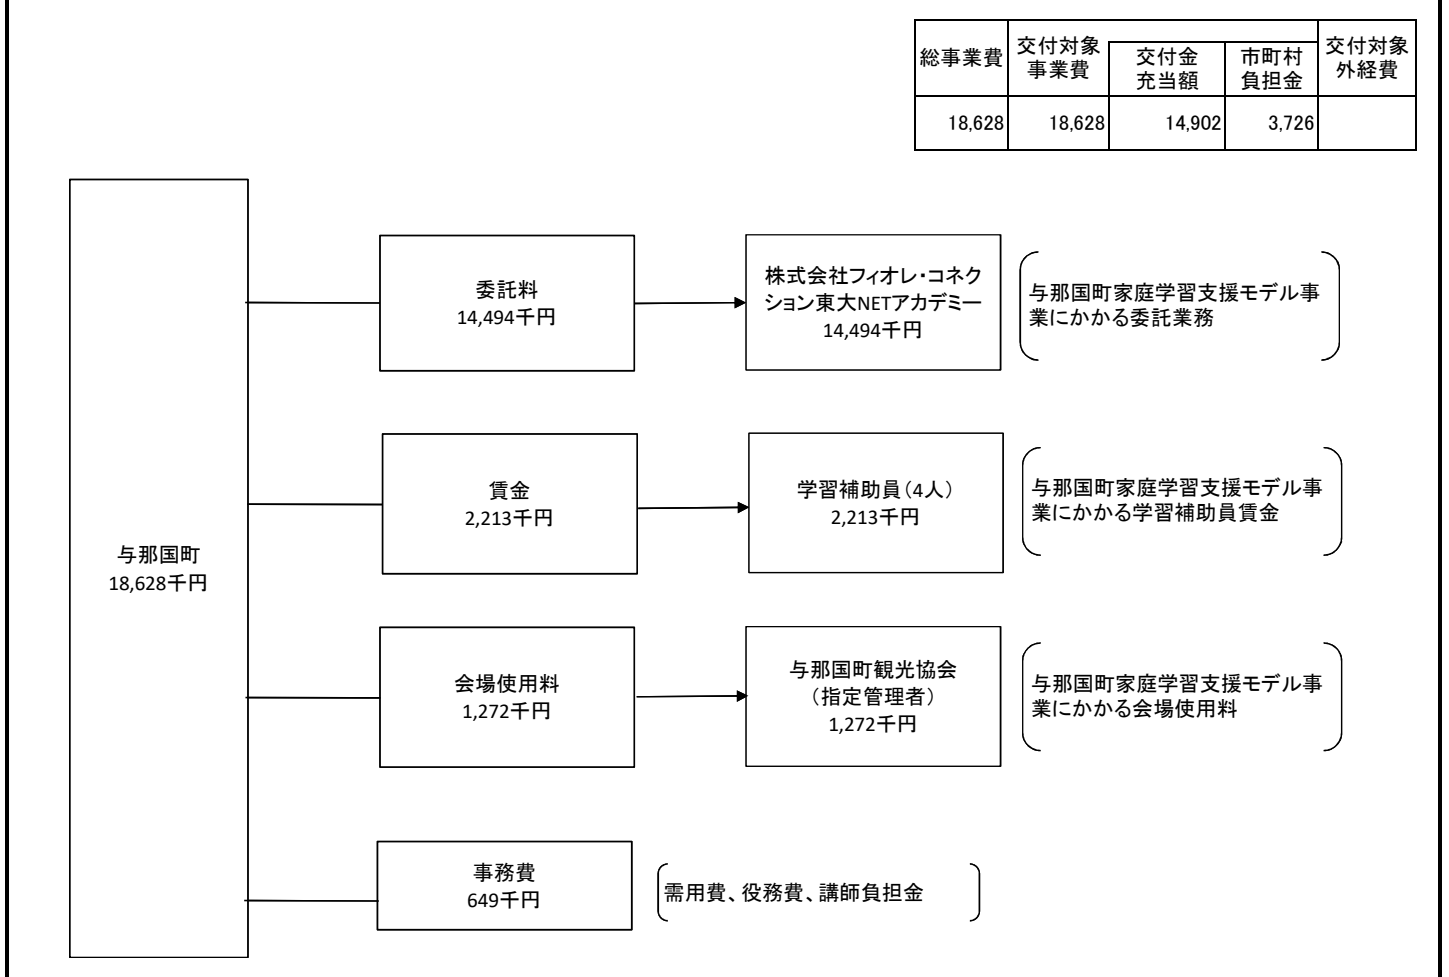 総事業費
交付対象
事業費
交付金
充当額
市町村
負担金
交付対象
外経費
18,628
18,628
14,902
3,726
与那国町
18,628千円
委託料
14,494千円
株式会社フィオレ・コネク
ション東大NETアカデミー
14,494千円
与那国町家庭学習支援モデル事
業にかかる委託業務
賃金
2,213千円
学習補助員(4人)
2,213千円
与那国町家庭学習支援モデル事
業にかかる学習補助員賃金
会場使用料
1,272千円
与那国町観光協会
(指定管理者)
1,272千円
与那国町家庭学習支援モデル事
業にかかる会場使用料
事務費
649千円
需用費、役務費、講師負担金